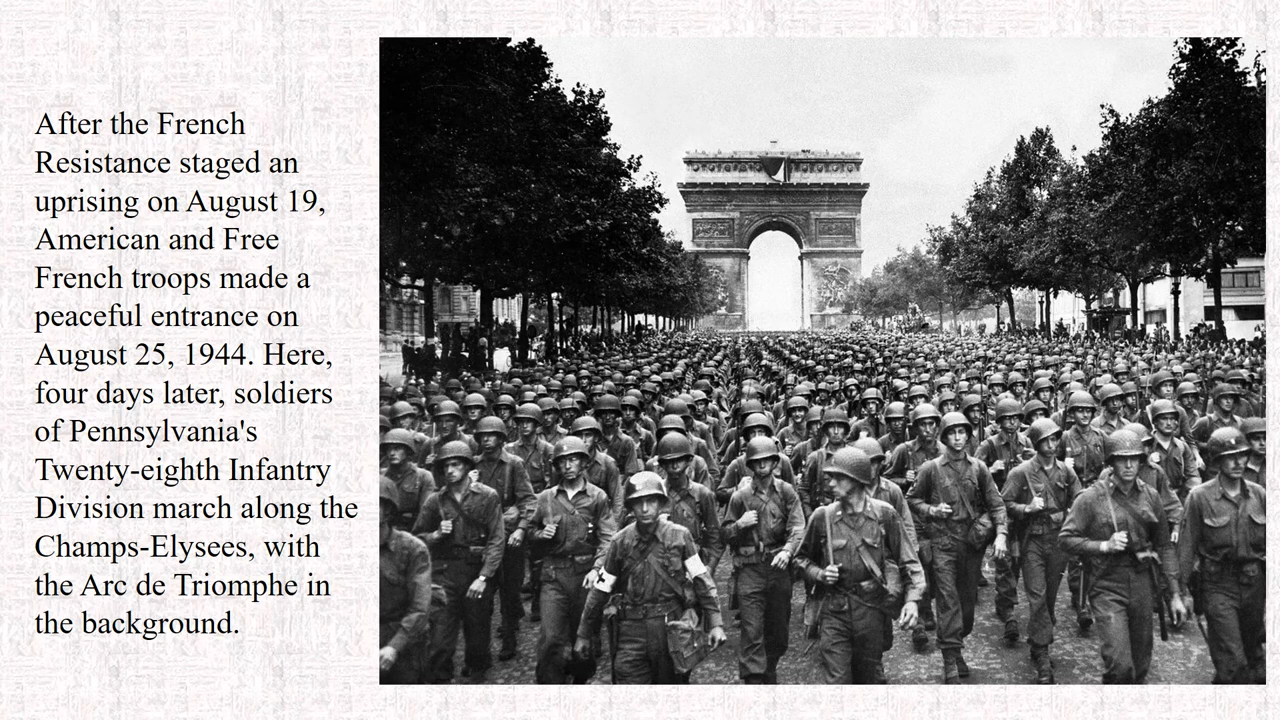 After the French
Resistance staged an
uprising on August 19,
American and Free
French troops made a
peaceful entrance on
August 25, 1944. Here,
four days later, soldiers
of Pennsylvania's
Twenty-eighth Infantry
Division march along the
Champs-Elysees, with
the Arc de Triomphe in
the background.